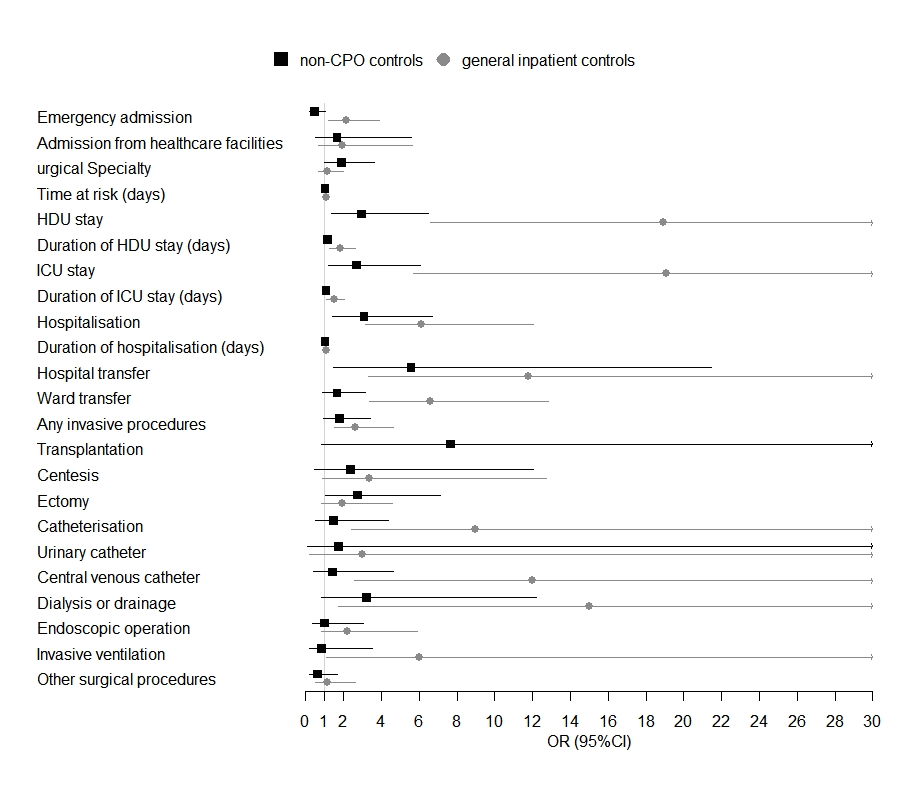 non-CPO controls general inpatient controls
Emergency admission
Admission from healthcare facilities
urgical Specialty
Time at risk (days)
HDU stay
Duration of HDU stay (days)
ICU stay
Duration of ICU stay (days)
Hospitalisation
Duration of hospitalisation (days)
Hospital transfer
Ward transfer
Any invasive procedures
Transplantation
Centesis
Ectomy
Catheterisation
Urinary catheter
Central venous catheter
Dialysis or drainage
Endoscopic operation
Invasive ventilation
Other surgical procedures
0 1 2 4 6 8 10 12 14 16 18 20 22 24 26 28 30
OR (95%CI)